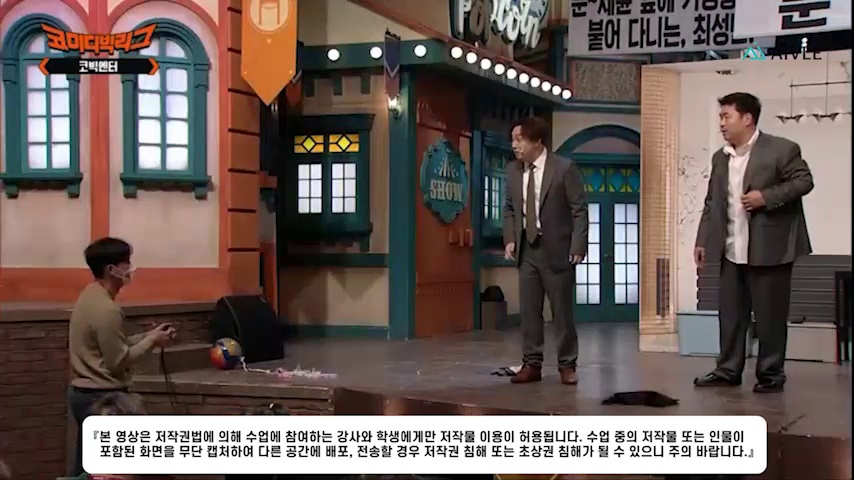 코미디빅리그
코빅엔터
Popcorn
붙어 다니는, 최성민
AIVLE
SHOW
『본 영상은 저작권법에 의해 수업에 참여하는 강사와 학생에게만 저작물 이용이 허용됩니다. 수업 중의 저작물 또는 인물이
포함된 화면을 무단 캡처하여 다른 공간에 배포, 전송할 경우 저작권 침해 또는 초상권 침해가 될 수 있으니 주의 바랍니다.』